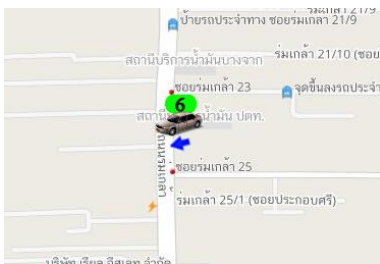 ป้ายรถประจำทาง ซอยร่มเกล้า 21/9
สถานีบริการน้ำมันบางจาก
ร่มเกล้า 21/10 (ซอย
ซอยร่มเกล้า 23
จุดขึ้นลงรถประจำ
6
น้ำมัน ปตท.
ถนนร่มเกล้า
ซอยร่มเกล้า 25
ร่มเกล้า 25/1 (ซอยประกอบศรี)